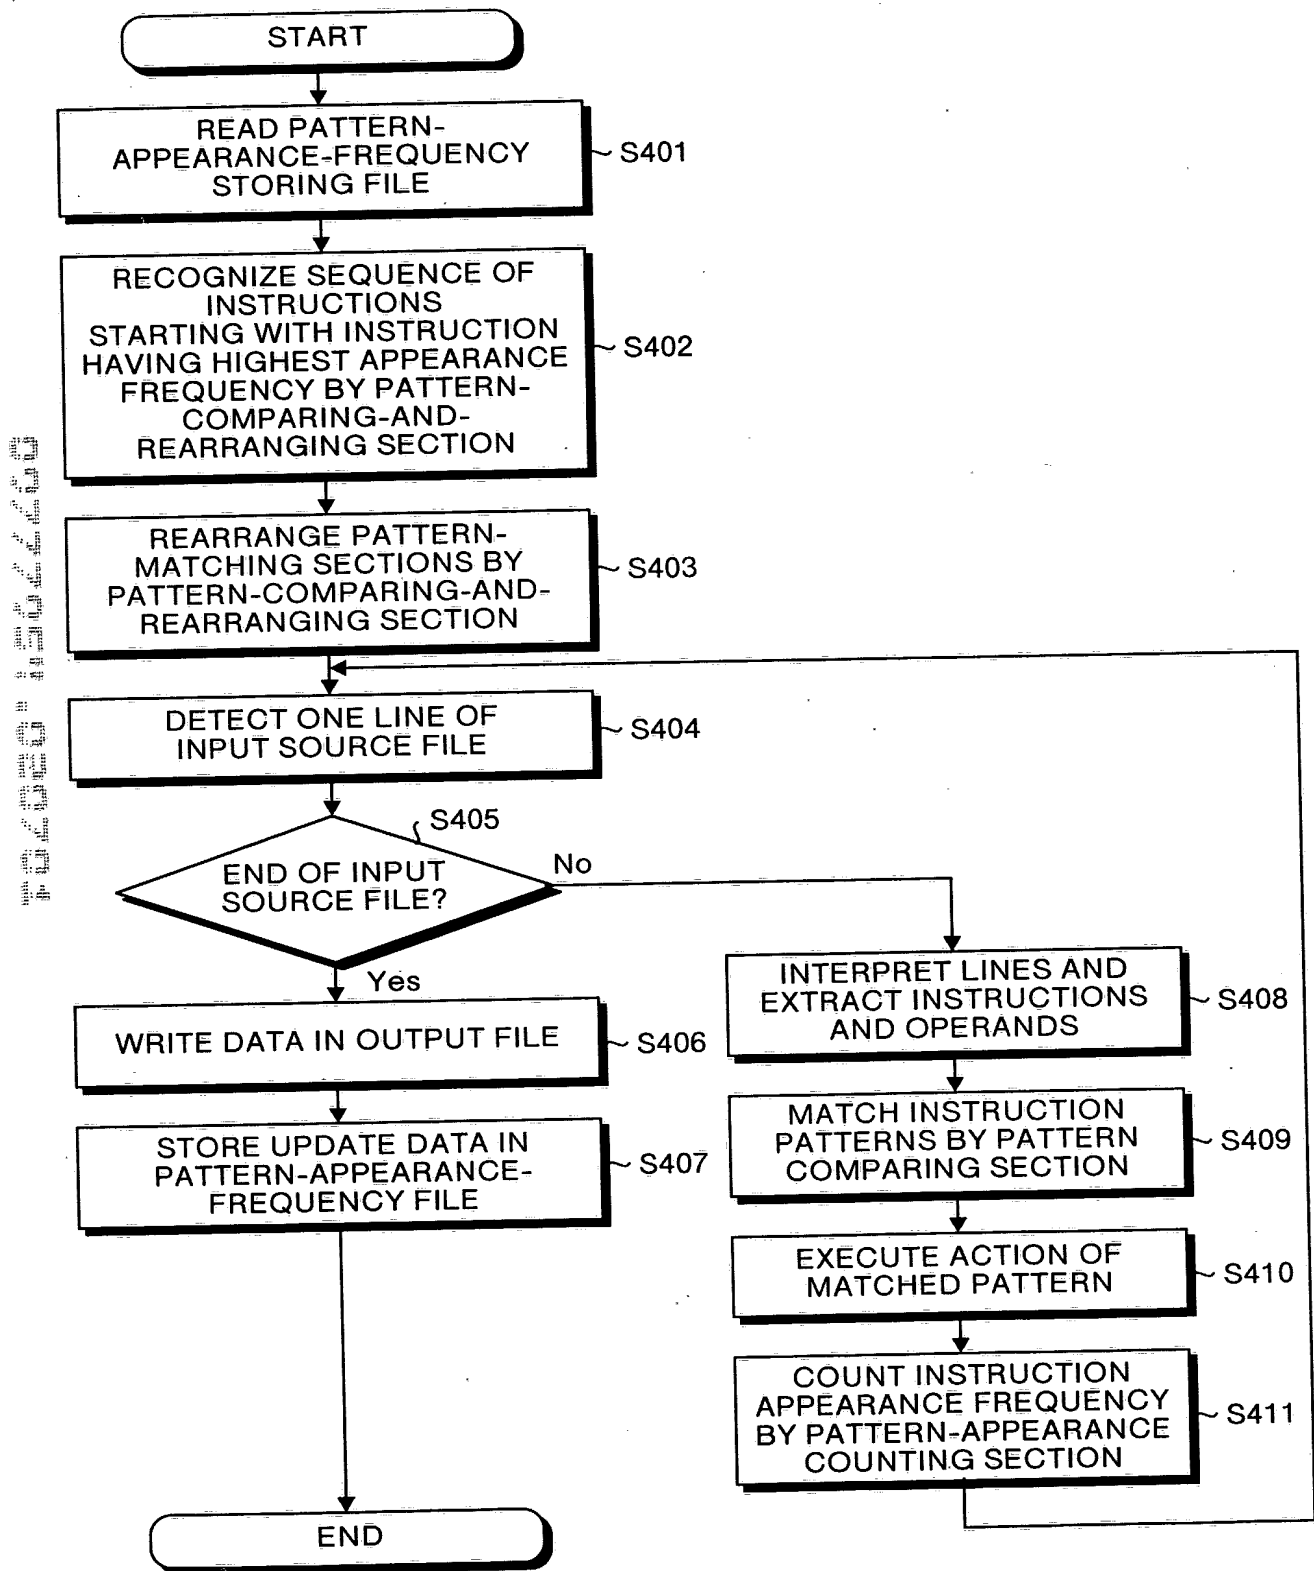 START
READ PATTERN-
APPEARANCE-FREQUENCY
STORING FILE
S401
RECOGNIZE SEQUENCE OF
INSTRUCTIONS
STARTING WITH INSTRUCTION
HAVING HIGHEST APPEARANCE
FREQUENCY BY PATTERN-
COMPARING-AND-
REARRANGING SECTION
S402
REARRANGE PATTERN-
MATCHING SECTIONS BY
PATTERN-COMPARING-AND-
REARRANGING SECTION
S403
DETECT ONE LINE OF
INPUT SOURCE FILE
S404
S405
END OF INPUT
SOURCE FILE?
No
Yes
WRITE DATA IN OUTPUT FILE
S406
STORE UPDATE DATA IN
PATTERN-APPEARANCE-
FREQUENCY FILE
S407
INTERPRET LINES AND
EXTRACT INSTRUCTIONS
AND OPERANDS
S408
MATCH INSTRUCTION
PATTERNS BY PATTERN
COMPARING SECTION
S409
EXECUTE ACTION OF
MATCHED PATTERN
S410
COUNT INSTRUCTION
APPEARANCE FREQUENCY
BY PATTERN-APPEARANCE
COUNTING SECTION
S411
END